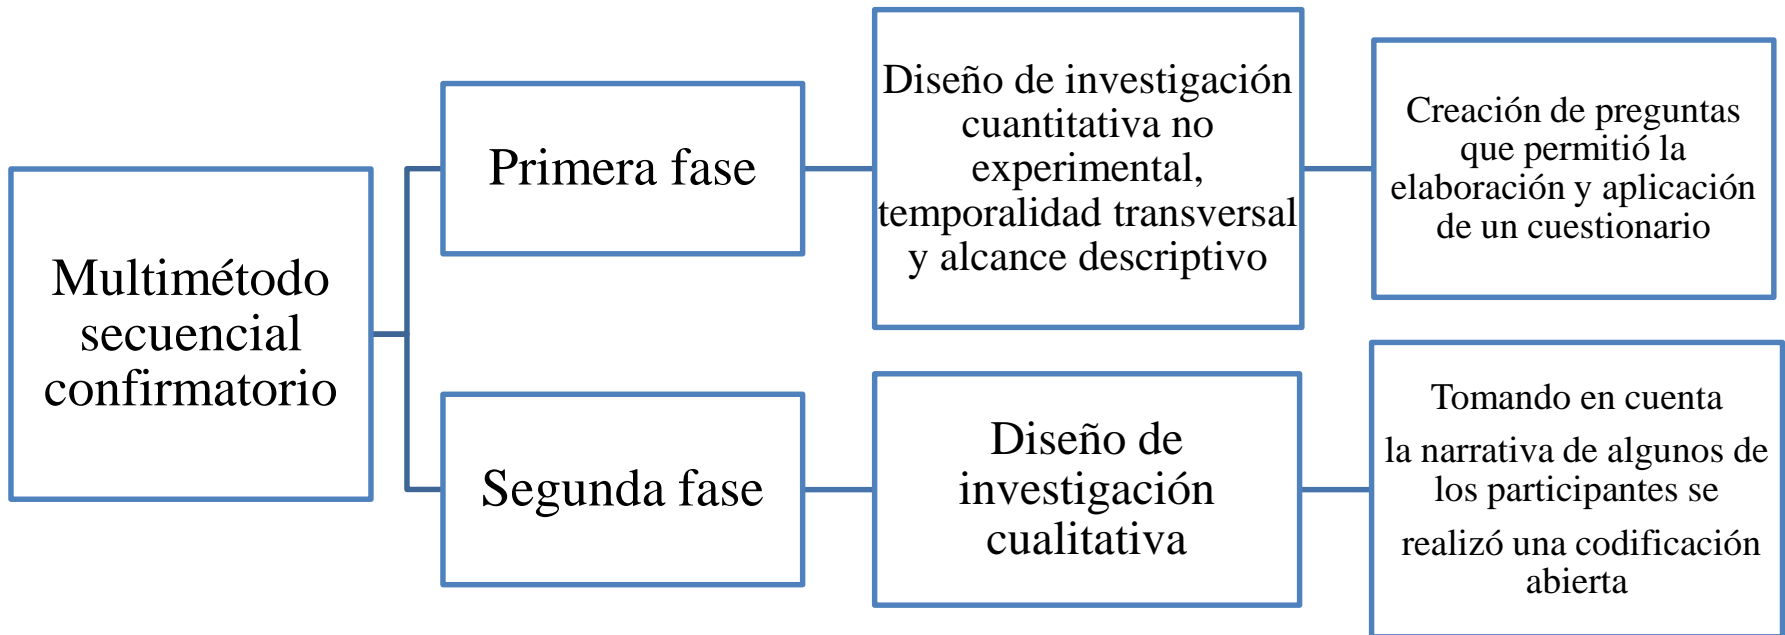 Multimétodo
secuencial
confirmatorio
Primera fase
Diseño de investigación
cuantitativa no
experimental,
temporalidad transversal
y alcance descriptivo
Creación de preguntas
que permitió la
elaboración y aplicación
de un cuestionario
Segunda fase
Diseño de
investigación
cualitativa
Tomando en cuenta
la narrativa de algunos de
los participantes se
realizó una codificación
abierta